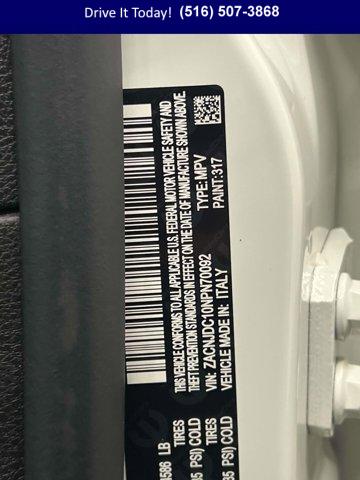 Drive It Today! (516) 507-3868
THIS VEHICLE CONFORMS TO ALL APPLICABLE U.S. FEDERAL MOTOR VEHICLE SAFETY AND
THEFT PREVENTION STANDARDS IN EFFECT ON THE DATE OF MANUFACTURE SHOWN ABOVE.
VIN: ZACNJDC10NPN70092 TYPE: MPV
VEHICLE MADE IN: ITALY PAINT: 317
586 LB
TIRES
PSI) COLD
TIRES
35 PSI) COLD